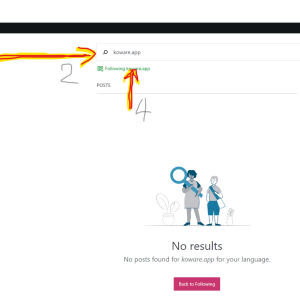 koware.app
Following koware.app
2
POSTS
4
No results
No posts found for koware.app for your language.
Back to Following